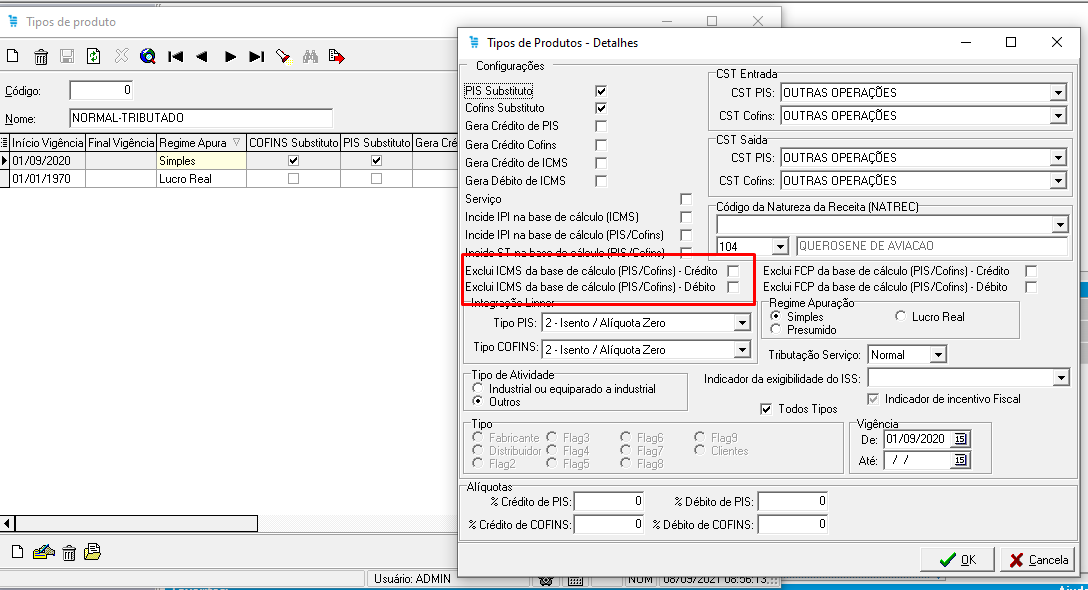 Tipos de produto
Código: 0
Nome: NORMAL-TRIBUTADO
Início Vigência Final Vigência Regime Apura COFINS Substituto PIS Substituto Gera Cré
01/09/2020 Simples
01/01/1970 Lucro Real
Usuário: ADMIN
NUM 08/09/2021 08:56:13
Tipos de Produtos - Detalhes
Configurações
PIS Substituto
Cofins Substituto
Gera Crédito de PIS
Gera Crédito Cofins
Gera Crédito de ICMS
Gera Débito de ICMS
Serviço
Incide IPI na base de cálculo (ICMS)
Incide IPI na base de cálculo (PIS/Cofins)
Incide ST na base de cálculo (PIS/Cofins)
Exclui ICMS da base de cálculo (PIS/Cofins) - Crédito
Exclui ICMS da base de cálculo (PIS/Cofins) - Débito
CST Entrada
CST PIS: OUTRAS OPERAÇÕES
CST Cofins: OUTRAS OPERAÇÕES
CST Saida
CST PIS: OUTRAS OPERAÇÕES
CST Cofins: OUTRAS OPERAÇÕES
Código da Natureza da Receita (NATREC)
104 QUEROSENE DE AVIACAO
Exclui FCP da base de cálculo (PIS/Cofins) - Crédito
Exclui FCP da base de cálculo (PIS/Cofins) - Débito
Integração Linner
Tipo PIS: 2 - Isento / Alíquota Zero
Tipo COFINS: 2 - Isento / Alíquota Zero
Regime Apuração
Simples Lucro Real
Presumido
Tributação Serviço: Normal
Tipo de Atividade
Industrial ou equiparado a industrial
Outros
Indicador da exigibilidade do ISS:
Indicador de incentivo Fiscal
Todos Tipos
Tipo
Fabricante Flag3 Flag6 Flag9
Distribuidor Flag4 Flag7 Clientes
Flag2 Flag5 Flag8
Vigência
De: 01/09/2020 15
Até: / / 15
Alíquotas
% Crédito de PIS: 0 % Débito de PIS: 0
% Crédito de COFINS: 0 % Débito de COFINS: 0
OK Cancela